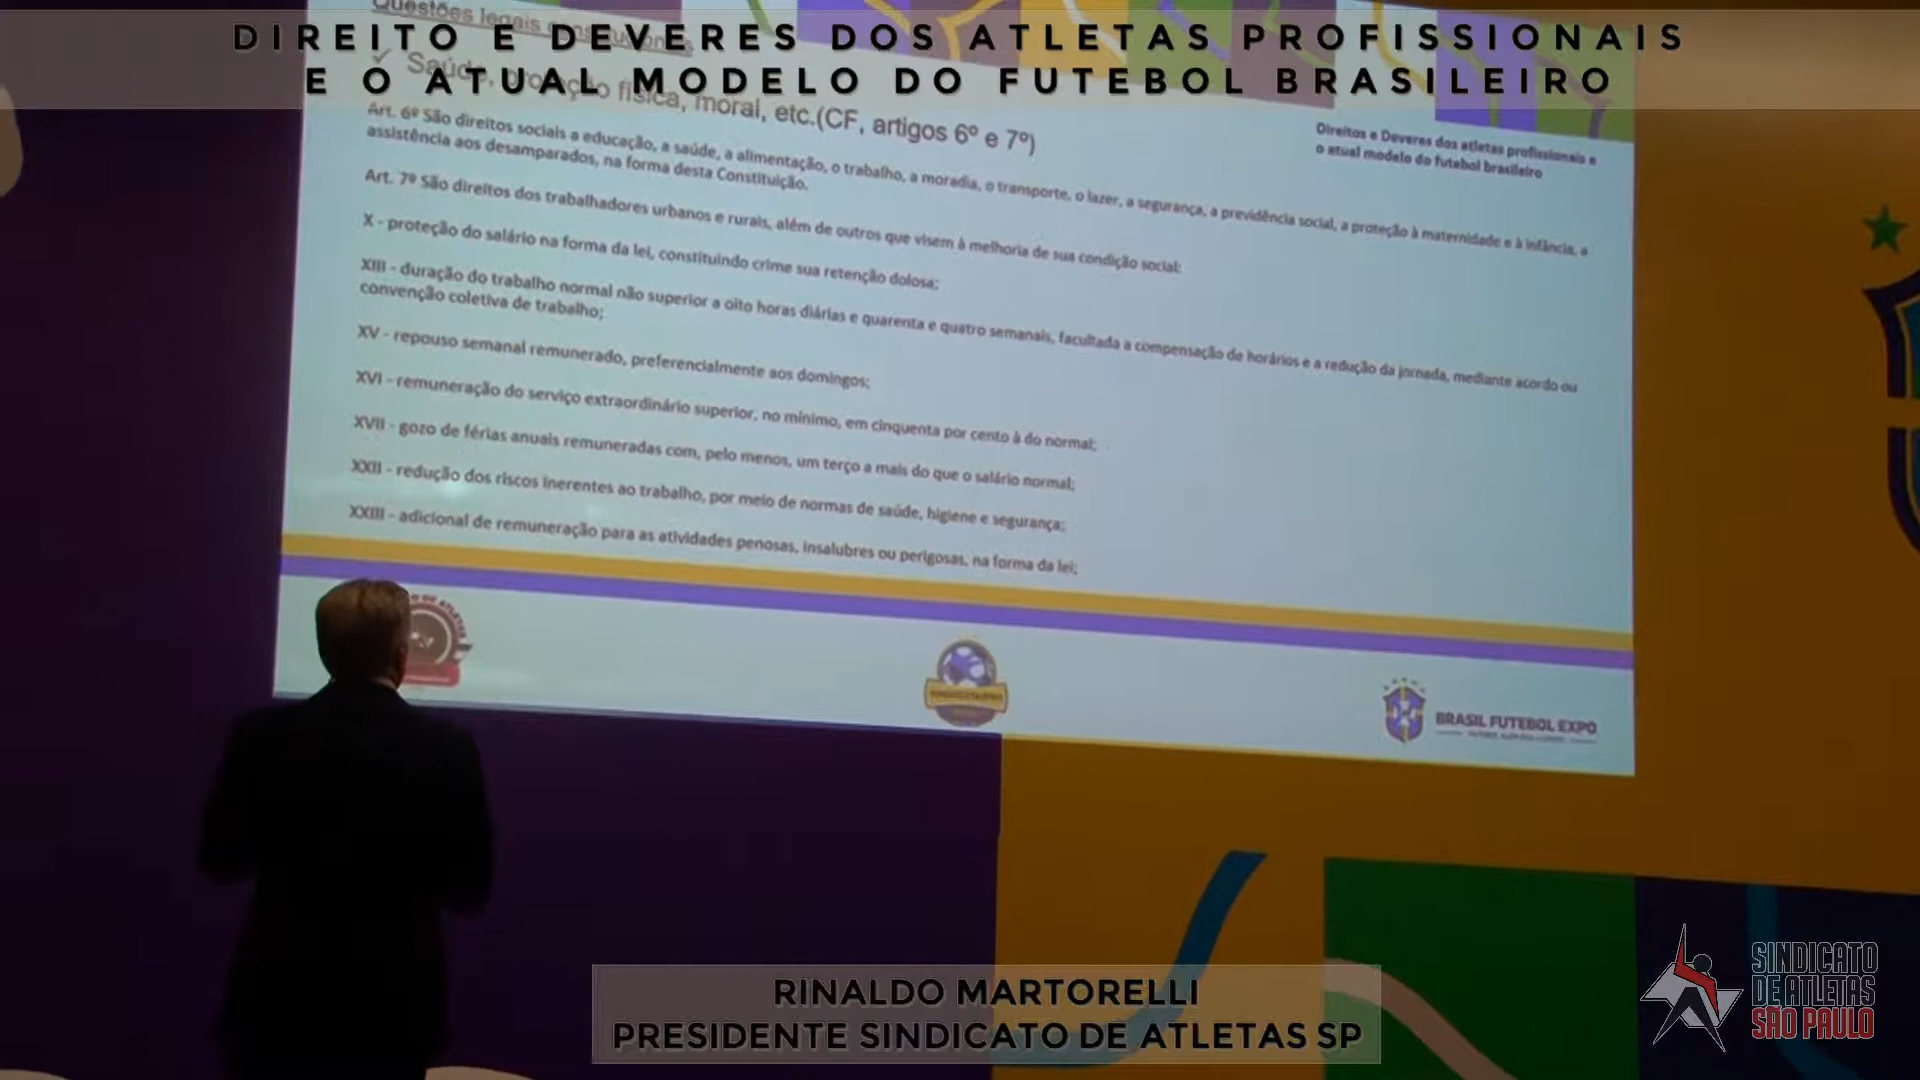 DIREITO E DEVERES DOS ATLETAS PROFISSIONAIS
E O ATUAL MODELO DO FUTEBOL BRASILEIRO
Questões legais
Saúde, proteção física, moral, etc.(CF, artigos 6º e 7º)
Direitos e Deveres dos atletas profissionais e
o atual modelo do futebol brasileiro
Art. 6º São direitos sociais a educação, a saúde, a alimentação, o trabalho, a moradia, o transporte, o lazer, a segurança, a previdência social, a proteção à maternidade e à infância, a
assistência aos desamparados, na forma desta Constituição.
Art. 7º São direitos dos trabalhadores urbanos e rurais, além de outros que visem à melhoria de sua condição social:
X - proteção do salário na forma da lei, constituindo crime sua retenção dolosa;
XIII - duração do trabalho normal não superior a oito horas diárias e quarenta e quatro semanais, facultada a compensação de horários e a redução da jornada, mediante acordo ou
convenção coletiva de trabalho;
XV - repouso semanal remunerado, preferencialmente aos domingos;
XVI - remuneração do serviço extraordinário superior, no mínimo, em cinquenta por cento à do normal;
XVII - gozo de férias anuais remuneradas com, pelo menos, um terço a mais do que o salário normal;
XXII - redução dos riscos inerentes ao trabalho, por meio de normas de saúde, higiene e segurança;
XXIII - adicional de remuneração para as atividades penosas, insalubres ou perigosas, na forma da lei;
BRASIL FUTEBOL EXPO
RINALDO MARTORELLI
PRESIDENTE SINDICATO DE ATLETAS SP
SINDICATO
DE ATLETAS
SÃO PAULO